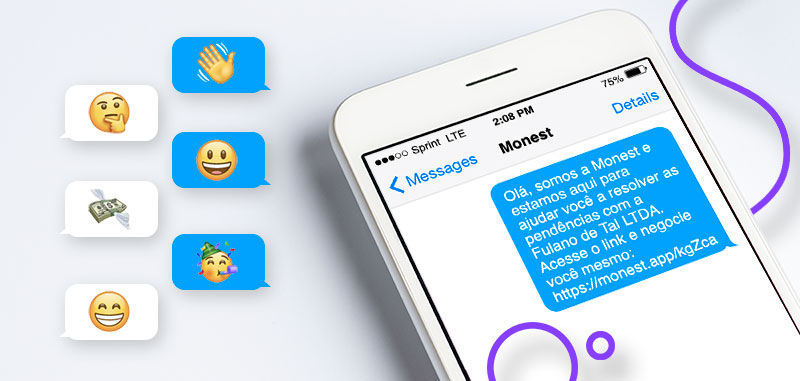 Sprint LTE
2:08 PM
75%
Messages
Monest
Details
Olá, somos a Monest e
estamos aqui para
ajudar você a resolver as
pendências com a
Fulano de Tal LTDA,
Acesse o link e negocie
você mesmo:
https://monest.app/kgZca